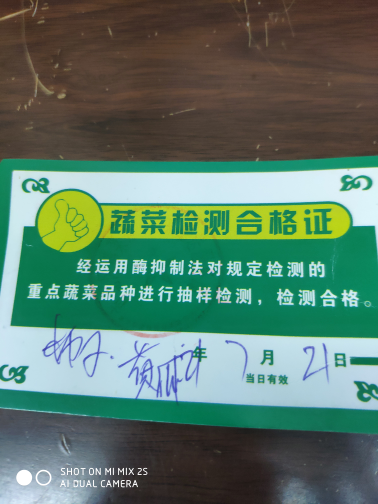 蔬菜检测合格证
经运用酶抑制法对规定检测的
重点蔬菜品种进行抽样检测，检测合格。
年 7 月 21 日
当日有效
SHOT ON MI MIX 2S
AI DUAL CAMERA